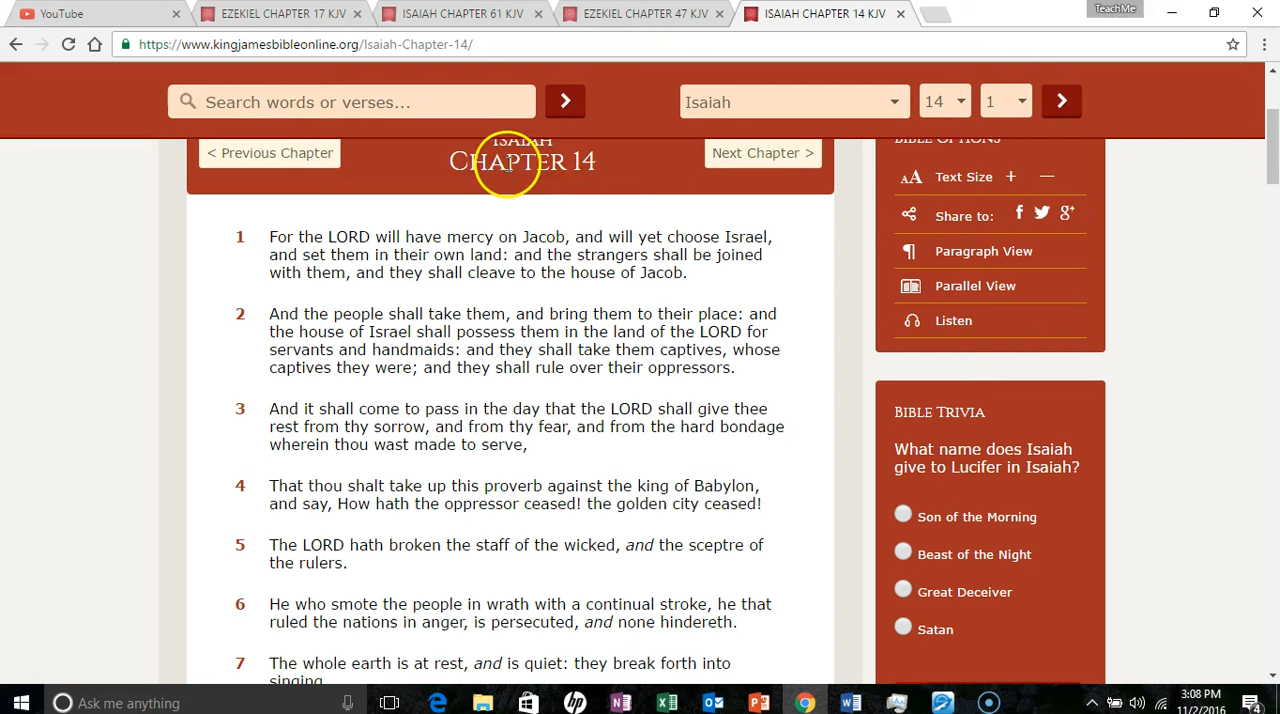 YouTube
EZEKIEL CHAPTER 17 KJV
ISAIAH CHAPTER 61 KJV
EZEKIEL CHAPTER 47 KJV
ISAIAH CHAPTER 14 KJV
TeachMe
https://www.kingjamesbibleonline.org/Isaiah-Chapter-14/
Search words or verses...
Isaiah
14
1
< Previous Chapter
ISAIAH
CHAPTER 14
Next Chapter >
1 For the LORD will have mercy on Jacob, and will yet choose Israel,
and set them in their own land: and the strangers shall be joined
with them, and they shall cleave to the house of Jacob.
2 And the people shall take them, and bring them to their place: and
the house of Israel shall possess them in the land of the LORD for
servants and handmaids: and they shall take them captives, whose
captives they were; and they shall rule over their oppressors.
3 And it shall come to pass in the day that the LORD shall give thee
rest from thy sorrow, and from thy fear, and from the hard bondage
wherein thou wast made to serve,
4 That thou shalt take up this proverb against the king of Babylon,
and say, How hath the oppressor ceased! the golden city ceased!
5 The LORD hath broken the staff of the wicked, and the sceptre of
the rulers.
6 He who smote the people in wrath with a continual stroke, he that
ruled the nations in anger, is persecuted, and none hindereth.
7 The whole earth is at rest, and is quiet: they break forth into
singing.
BIBLE OPTIONS
AA Text Size + —
Share to: f g+
¶ Paragraph View
Parallel View
Listen
BIBLE TRIVIA
What name does Isaiah
give to Lucifer in Isaiah?
Son of the Morning
Beast of the Night
Great Deceiver
Satan
Ask me anything
3:08 PM
11/2/2016
4